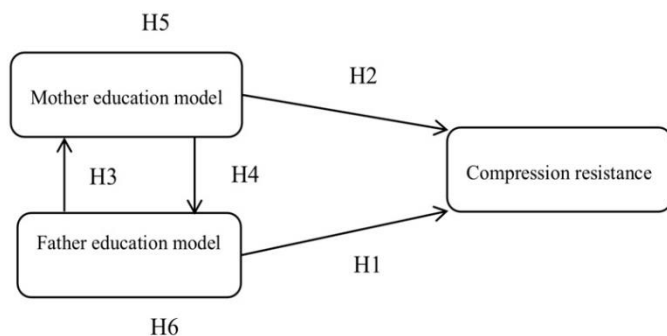 H5
Mother education model
H2
Compression resistance
H3
H4
Father education model
H1
H6